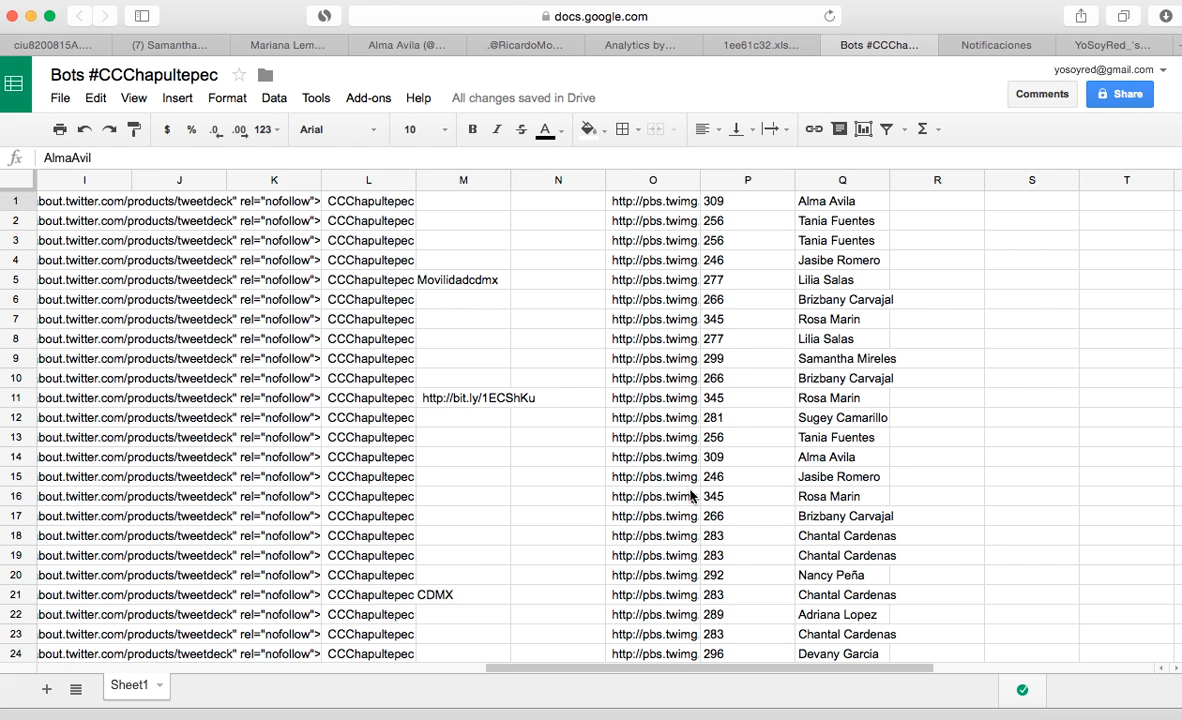 docs.google.com
ciu8200815A....
(7) Samantha...
Mariana Lem...
Alma Avila (@...
.@RicardoMo...
Analytics by...
1ee61c32.xls...
Bots #CCCha...
Notificaciones
YoSoyRed_'s...
Bots #CCChapultepec
yosoyred@gmail.com
File Edit View Insert Format Data Tools Add-ons Help All changes saved in Drive
Comments
Share
$ % .0 .00 123 Arial 10 B I S A Σ
fx AlmaAvil
I J K L M N O P Q R S T
1 bout.twitter.com/products/tweetdeck" rel="nofollow"> CCChapultepec http://pbs.twimg. 309 Alma Avila
2 bout.twitter.com/products/tweetdeck" rel="nofollow"> CCChapultepec http://pbs.twimg. 256 Tania Fuentes
3 bout.twitter.com/products/tweetdeck" rel="nofollow"> CCChapultepec http://pbs.twimg. 256 Tania Fuentes
4 bout.twitter.com/products/tweetdeck" rel="nofollow"> CCChapultepec http://pbs.twimg. 246 Jasibe Romero
5 bout.twitter.com/products/tweetdeck" rel="nofollow"> CCChapultepec Movilidadcdmx http://pbs.twimg. 277 Lilia Salas
6 bout.twitter.com/products/tweetdeck" rel="nofollow"> CCChapultepec http://pbs.twimg. 266 Brizbany Carvajal
7 bout.twitter.com/products/tweetdeck" rel="nofollow"> CCChapultepec http://pbs.twimg. 345 Rosa Marin
8 bout.twitter.com/products/tweetdeck" rel="nofollow"> CCChapultepec http://pbs.twimg. 277 Lilia Salas
9 bout.twitter.com/products/tweetdeck" rel="nofollow"> CCChapultepec http://pbs.twimg. 299 Samantha Mireles
10 bout.twitter.com/products/tweetdeck" rel="nofollow"> CCChapultepec http://pbs.twimg. 266 Brizbany Carvajal
11 bout.twitter.com/products/tweetdeck" rel="nofollow"> CCChapultepec http://bit.ly/1ECShKu http://pbs.twimg. 345 Rosa Marin
12 bout.twitter.com/products/tweetdeck" rel="nofollow"> CCChapultepec http://pbs.twimg. 281 Sugey Camarillo
13 bout.twitter.com/products/tweetdeck" rel="nofollow"> CCChapultepec http://pbs.twimg. 256 Tania Fuentes
14 bout.twitter.com/products/tweetdeck" rel="nofollow"> CCChapultepec http://pbs.twimg. 309 Alma Avila
15 bout.twitter.com/products/tweetdeck" rel="nofollow"> CCChapultepec http://pbs.twimg. 246 Jasibe Romero
16 bout.twitter.com/products/tweetdeck" rel="nofollow"> CCChapultepec http://pbs.twimg. 345 Rosa Marin
17 bout.twitter.com/products/tweetdeck" rel="nofollow"> CCChapultepec http://pbs.twimg. 266 Brizbany Carvajal
18 bout.twitter.com/products/tweetdeck" rel="nofollow"> CCChapultepec http://pbs.twimg. 283 Chantal Cardenas
19 bout.twitter.com/products/tweetdeck" rel="nofollow"> CCChapultepec http://pbs.twimg. 283 Chantal Cardenas
20 bout.twitter.com/products/tweetdeck" rel="nofollow"> CCChapultepec http://pbs.twimg. 292 Nancy Peña
21 bout.twitter.com/products/tweetdeck" rel="nofollow"> CCChapultepec CDMX http://pbs.twimg. 283 Chantal Cardenas
22 bout.twitter.com/products/tweetdeck" rel="nofollow"> CCChapultepec http://pbs.twimg. 289 Adriana Lopez
23 bout.twitter.com/products/tweetdeck" rel="nofollow"> CCChapultepec http://pbs.twimg. 283 Chantal Cardenas
24 bout.twitter.com/products/tweetdeck" rel="nofollow"> CCChapultepec http://pbs.twimg. 296 Devany Garcia
Sheet1